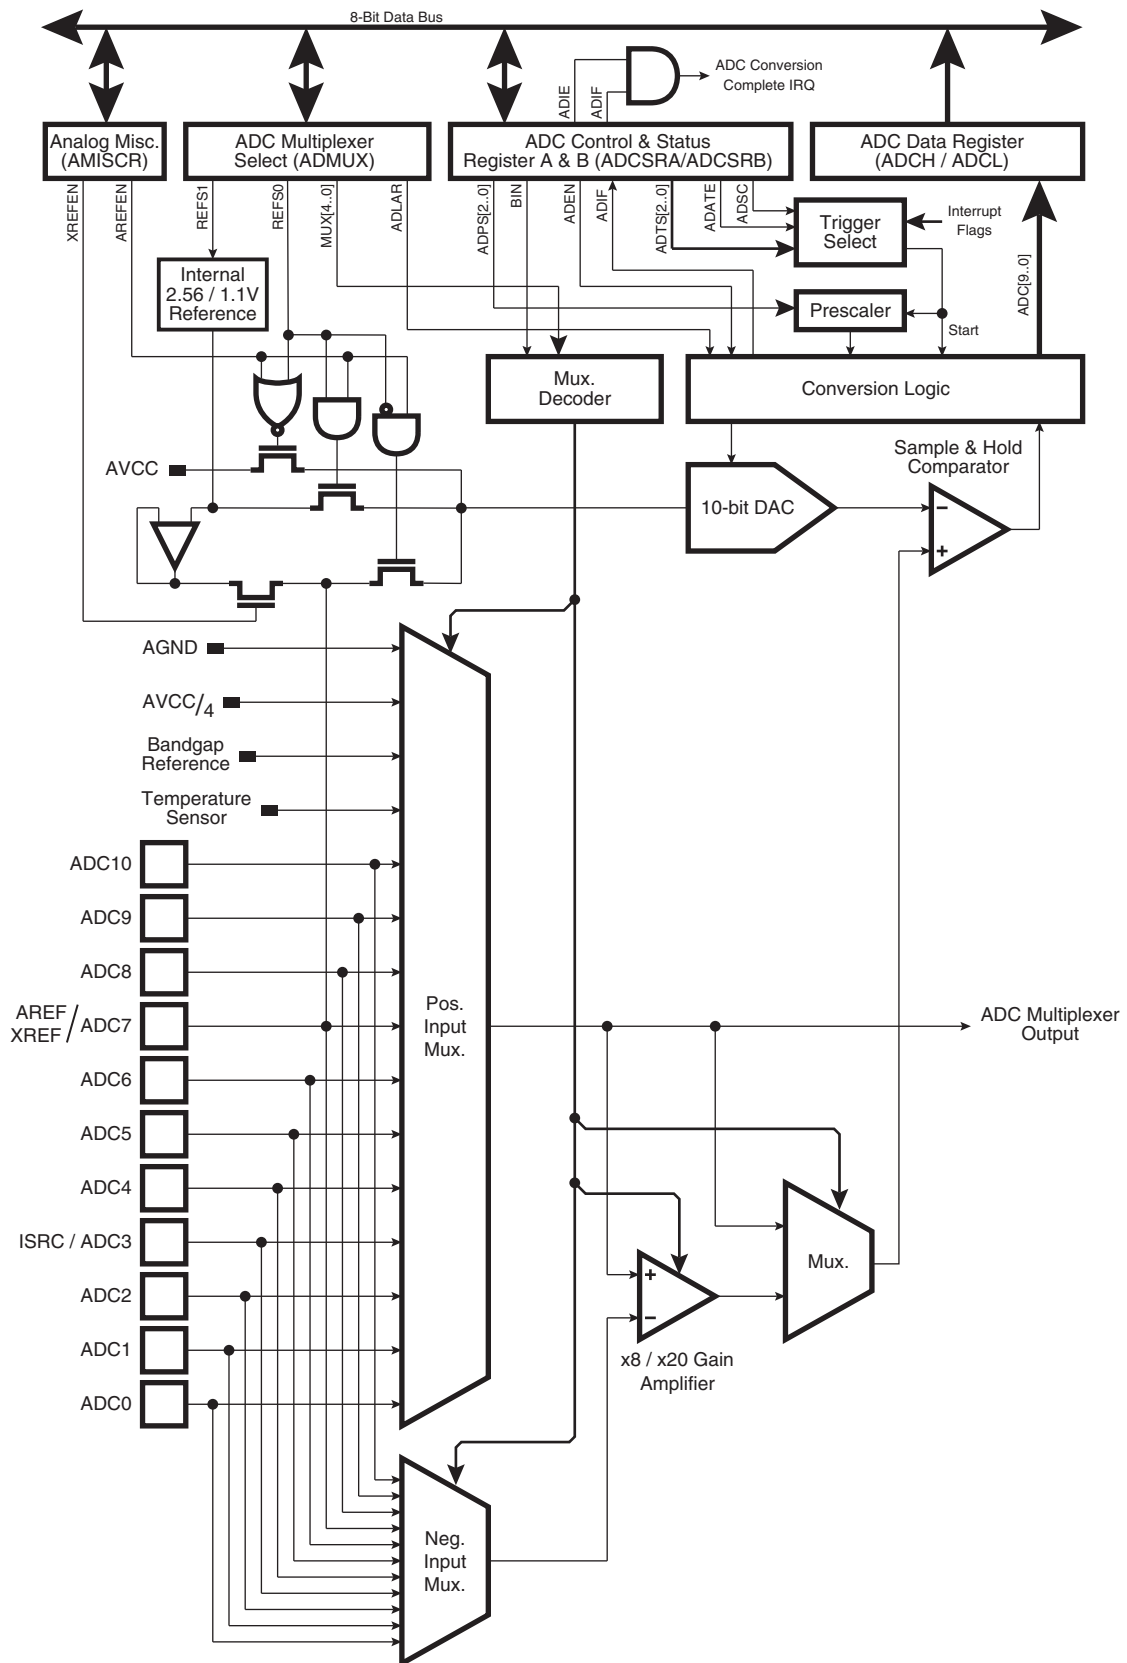 8-Bit Data Bus
ADIE
ADIF
ADC Conversion
Complete IRQ
Analog Misc.
(AMISCR)
ADC Multiplexer
Select (ADMUX)
ADC Control & Status
Register A & B (ADCSRA/ADCSRB)
ADC Data Register
(ADCH / ADCL)
XREFEN
AREFEN
REFS1
REFS0
MUX[4..0]
ADLAR
ADPS[2..0]
BIN
ADEN
ADIF
ADTS[2..0]
ADATE
ADSC
Trigger
Select
Interrupt
Flags
ADC[9..0]
Internal
2.56 / 1.1V
Reference
Prescaler
Start
Mux.
Decoder
Conversion Logic
Sample & Hold
Comparator
AVCC
10-bit DAC
−
+
AGND
AVCC/4
Bandgap
Reference
Temperature
Sensor
ADC10
ADC9
ADC8
AREF
XREF / ADC7
Pos.
Input
Mux.
ADC Multiplexer
Output
ADC6
ADC5
ADC4
ISRC / ADC3
ADC2
ADC1
ADC0
+
−
Mux.
x8 / x20 Gain
Amplifier
Neg.
Input
Mux.